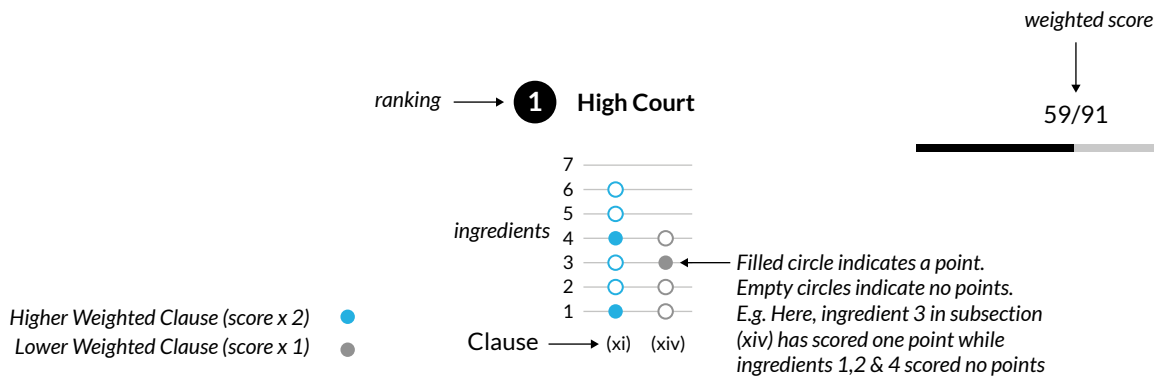 weighted score
ranking
1 High Court
59/91
7
6
5
ingredients
4
3
2
1
Filled circle indicates a point.
Empty circles indicate no points.
E.g. Here, ingredient 3 in subsection
(xiv) has scored one point while
ingredients 1,2 & 4 scored no points
Higher Weighted Clause (score x 2)
Lower Weighted Clause (score x 1)
Clause (xi) (xiv)